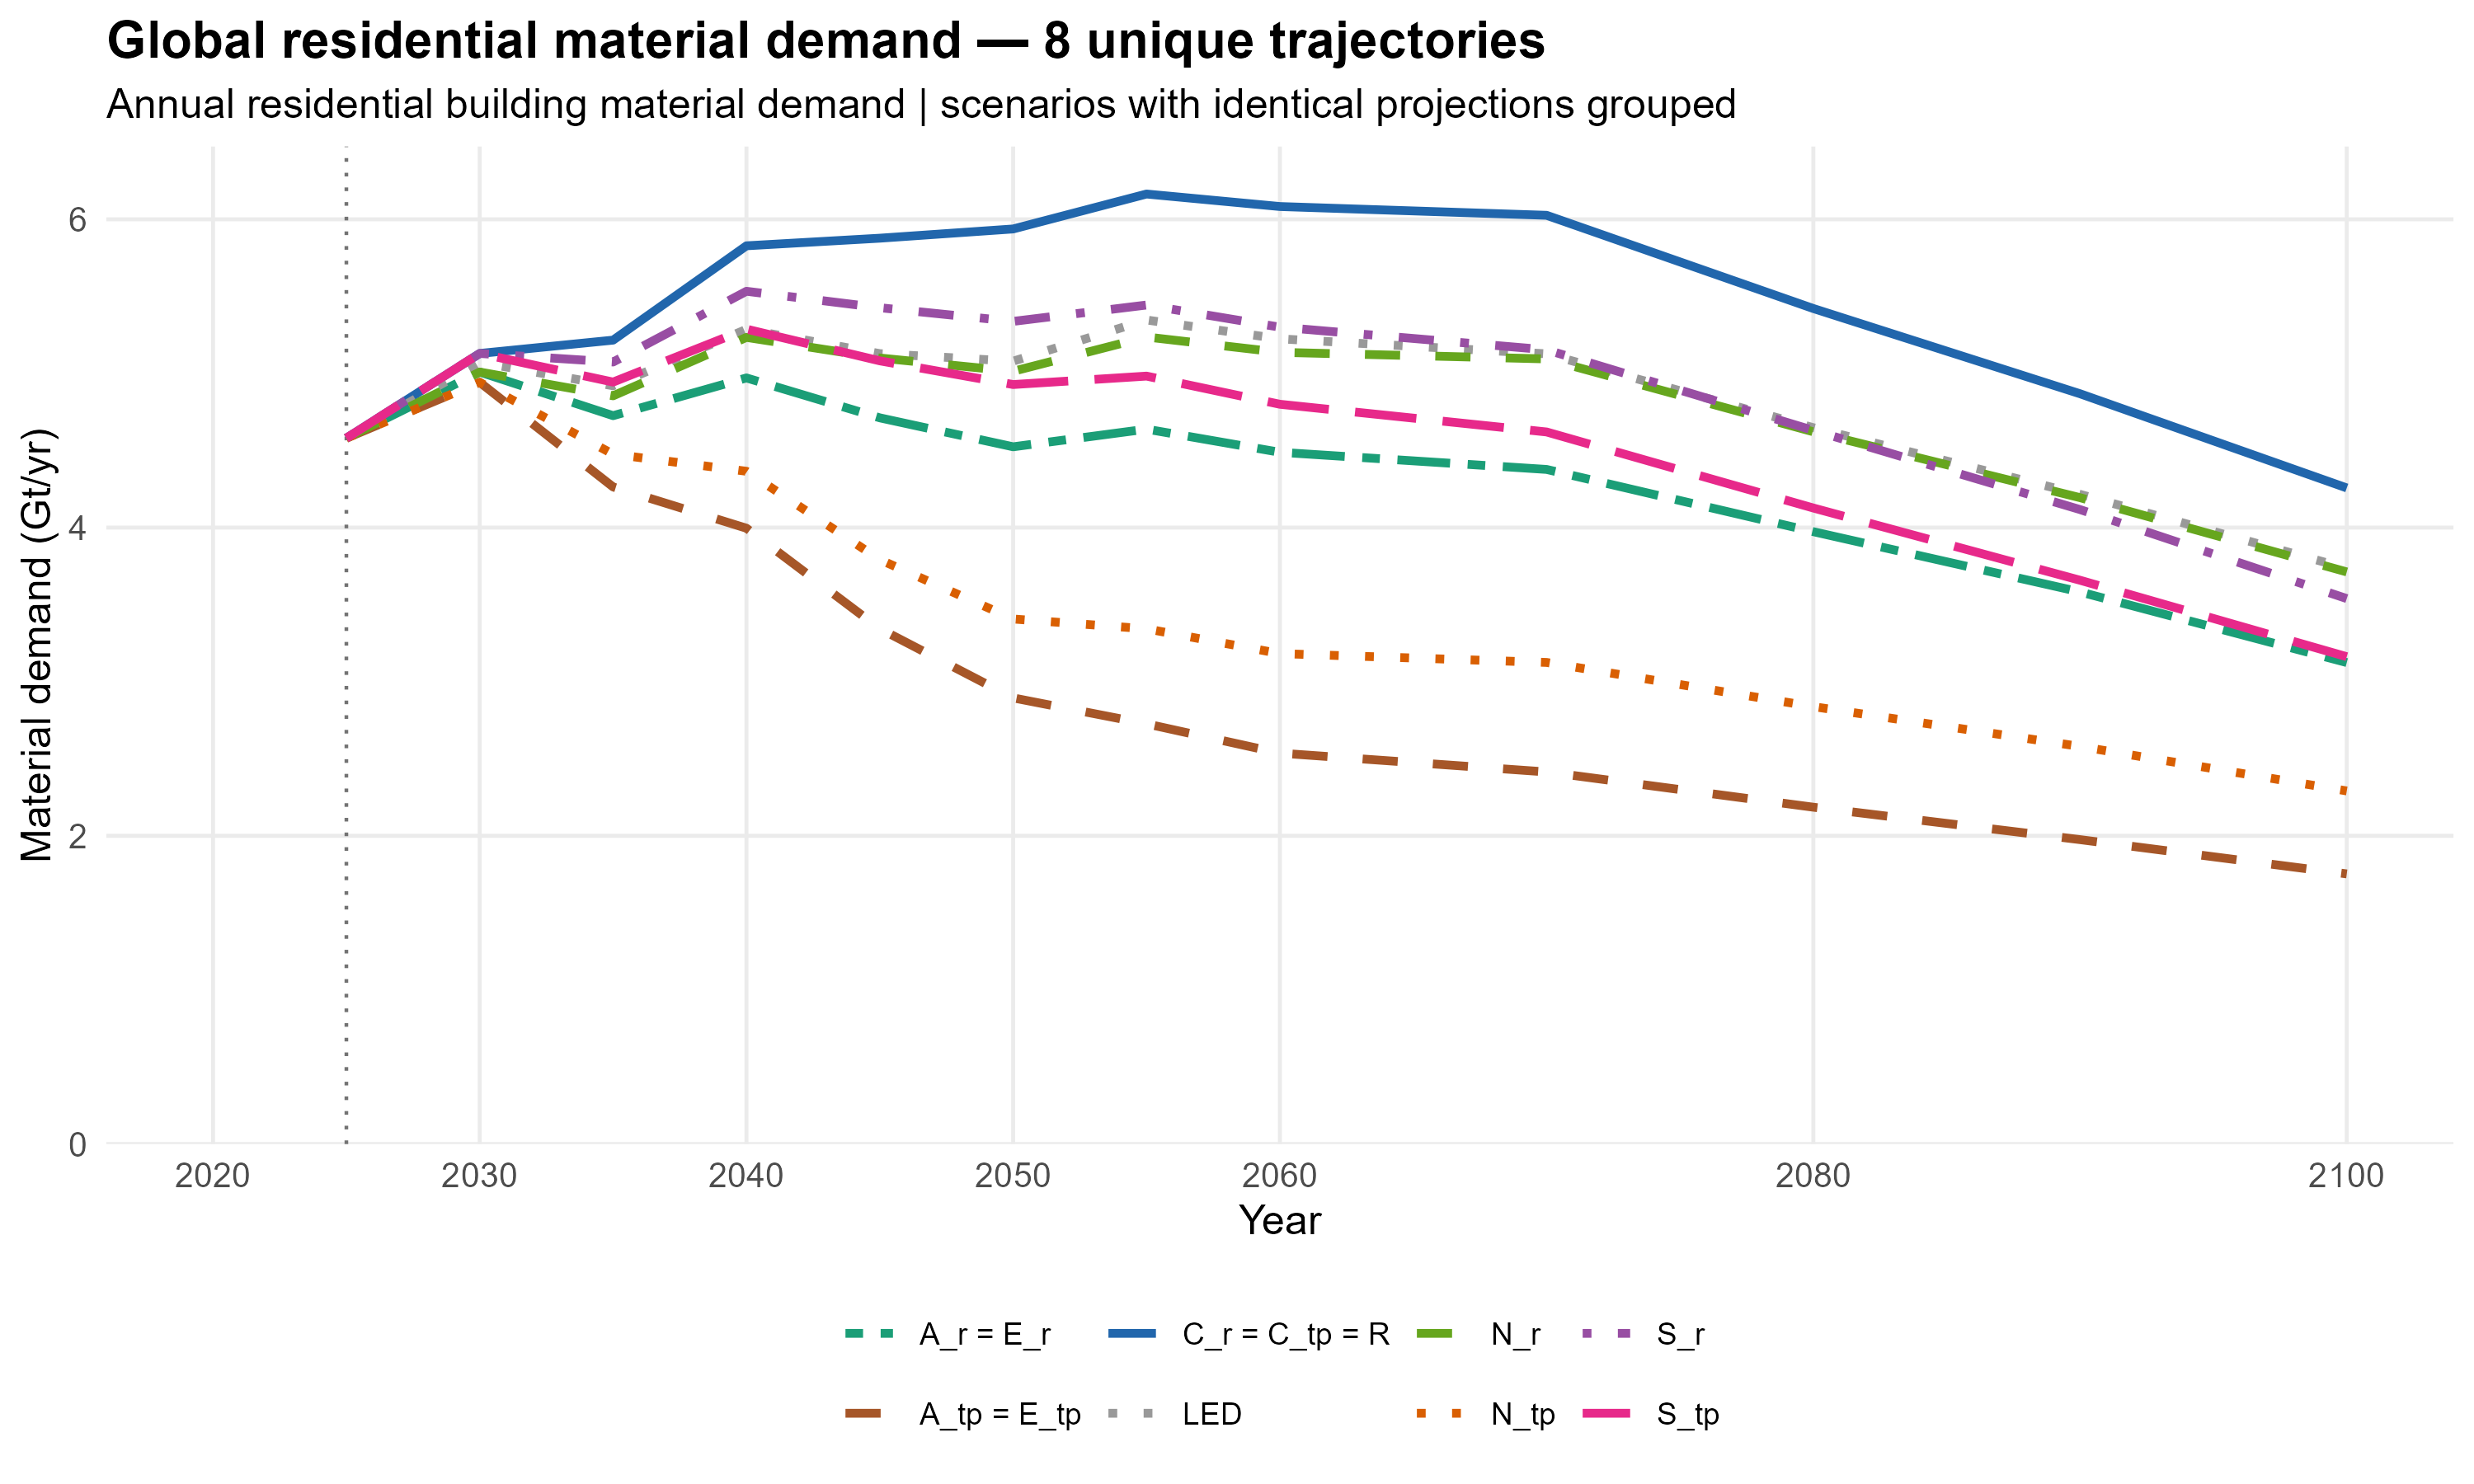 Global residential material demand — 8 unique trajectories
Annual residential building material demand | scenarios with identical projections grouped
Material demand (Gt/yr)
6
4
2
0
2020 2030 2040 2050 2060 2080 2100
Year
A_r = E_r C_r = C_tp = R N_r S_r
A_tp = E_tp LED N_tp S_tp